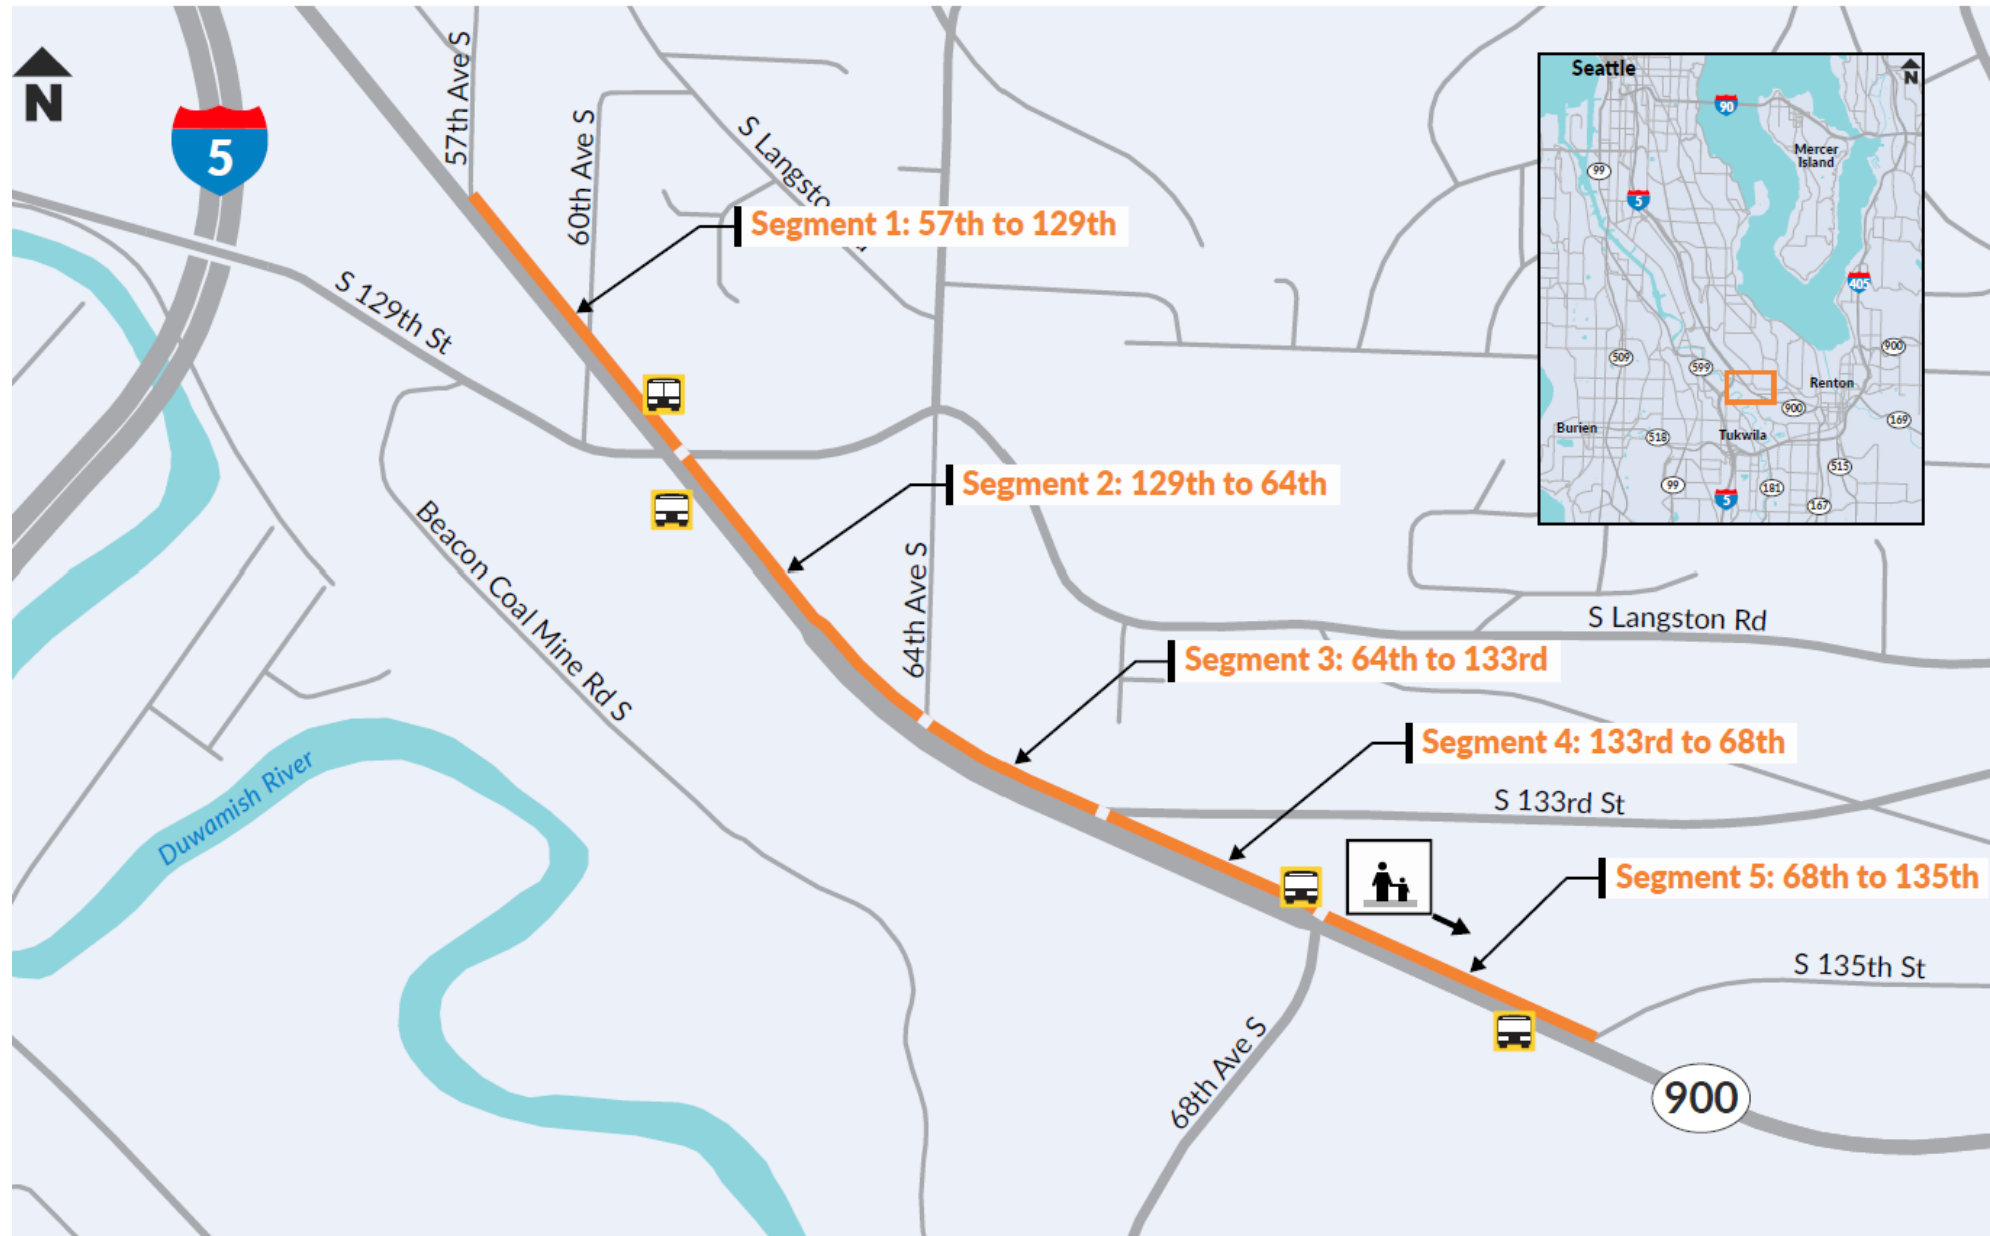 N
5
57th Ave S
60th Ave S
S Langsto
Segment 1: 57th to 129th
S 129th St
Segment 2: 129th to 64th
Beacon Coal Mine Rd S
64th Ave S
S Langston Rd
Segment 3: 64th to 133rd
Segment 4: 133rd to 68th
S 133rd St
Duwamish River
Segment 5: 68th to 135th
S 135th St
68th Ave S
900
Seattle
N
90
Mercer
Island
99
5
405
509
599
900
Renton
900
169
Burien
518
Tukwila
515
99
181
5
167